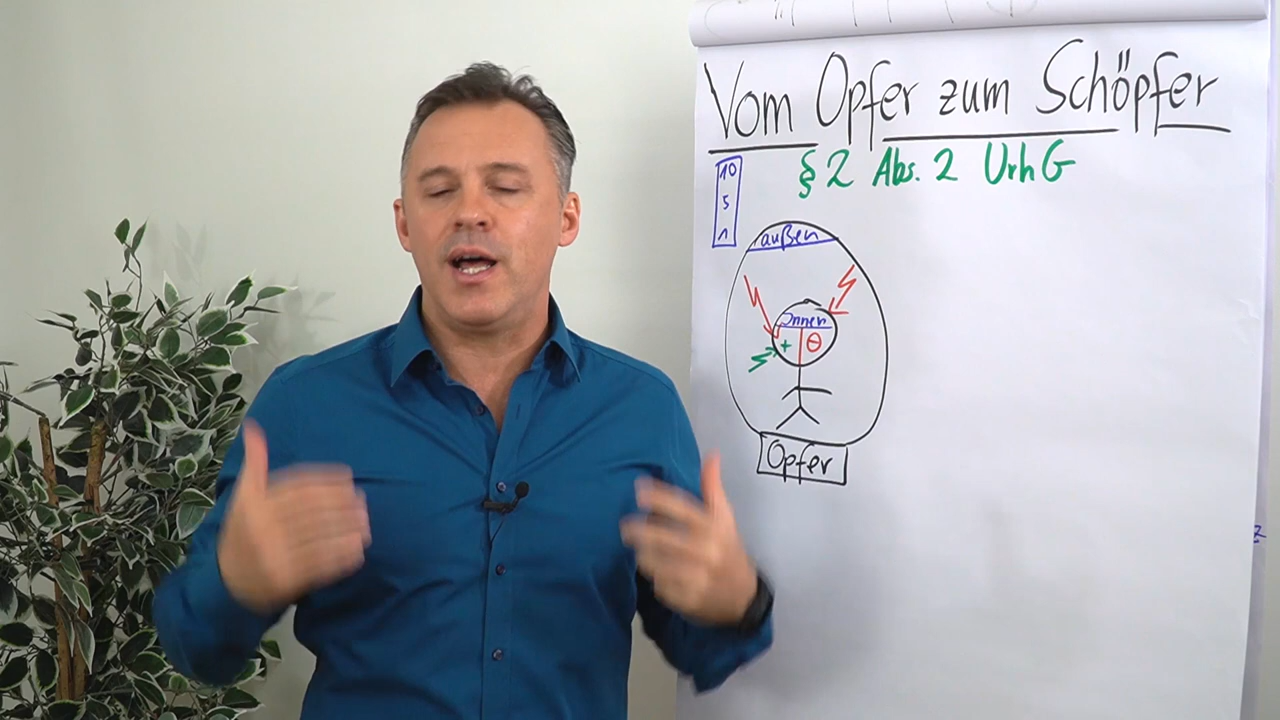 Vom Opfer zum Schöpfer
§2 Abs. 2 UrhG
10
5
1
außen
Innen
+ ⊖
Opfer